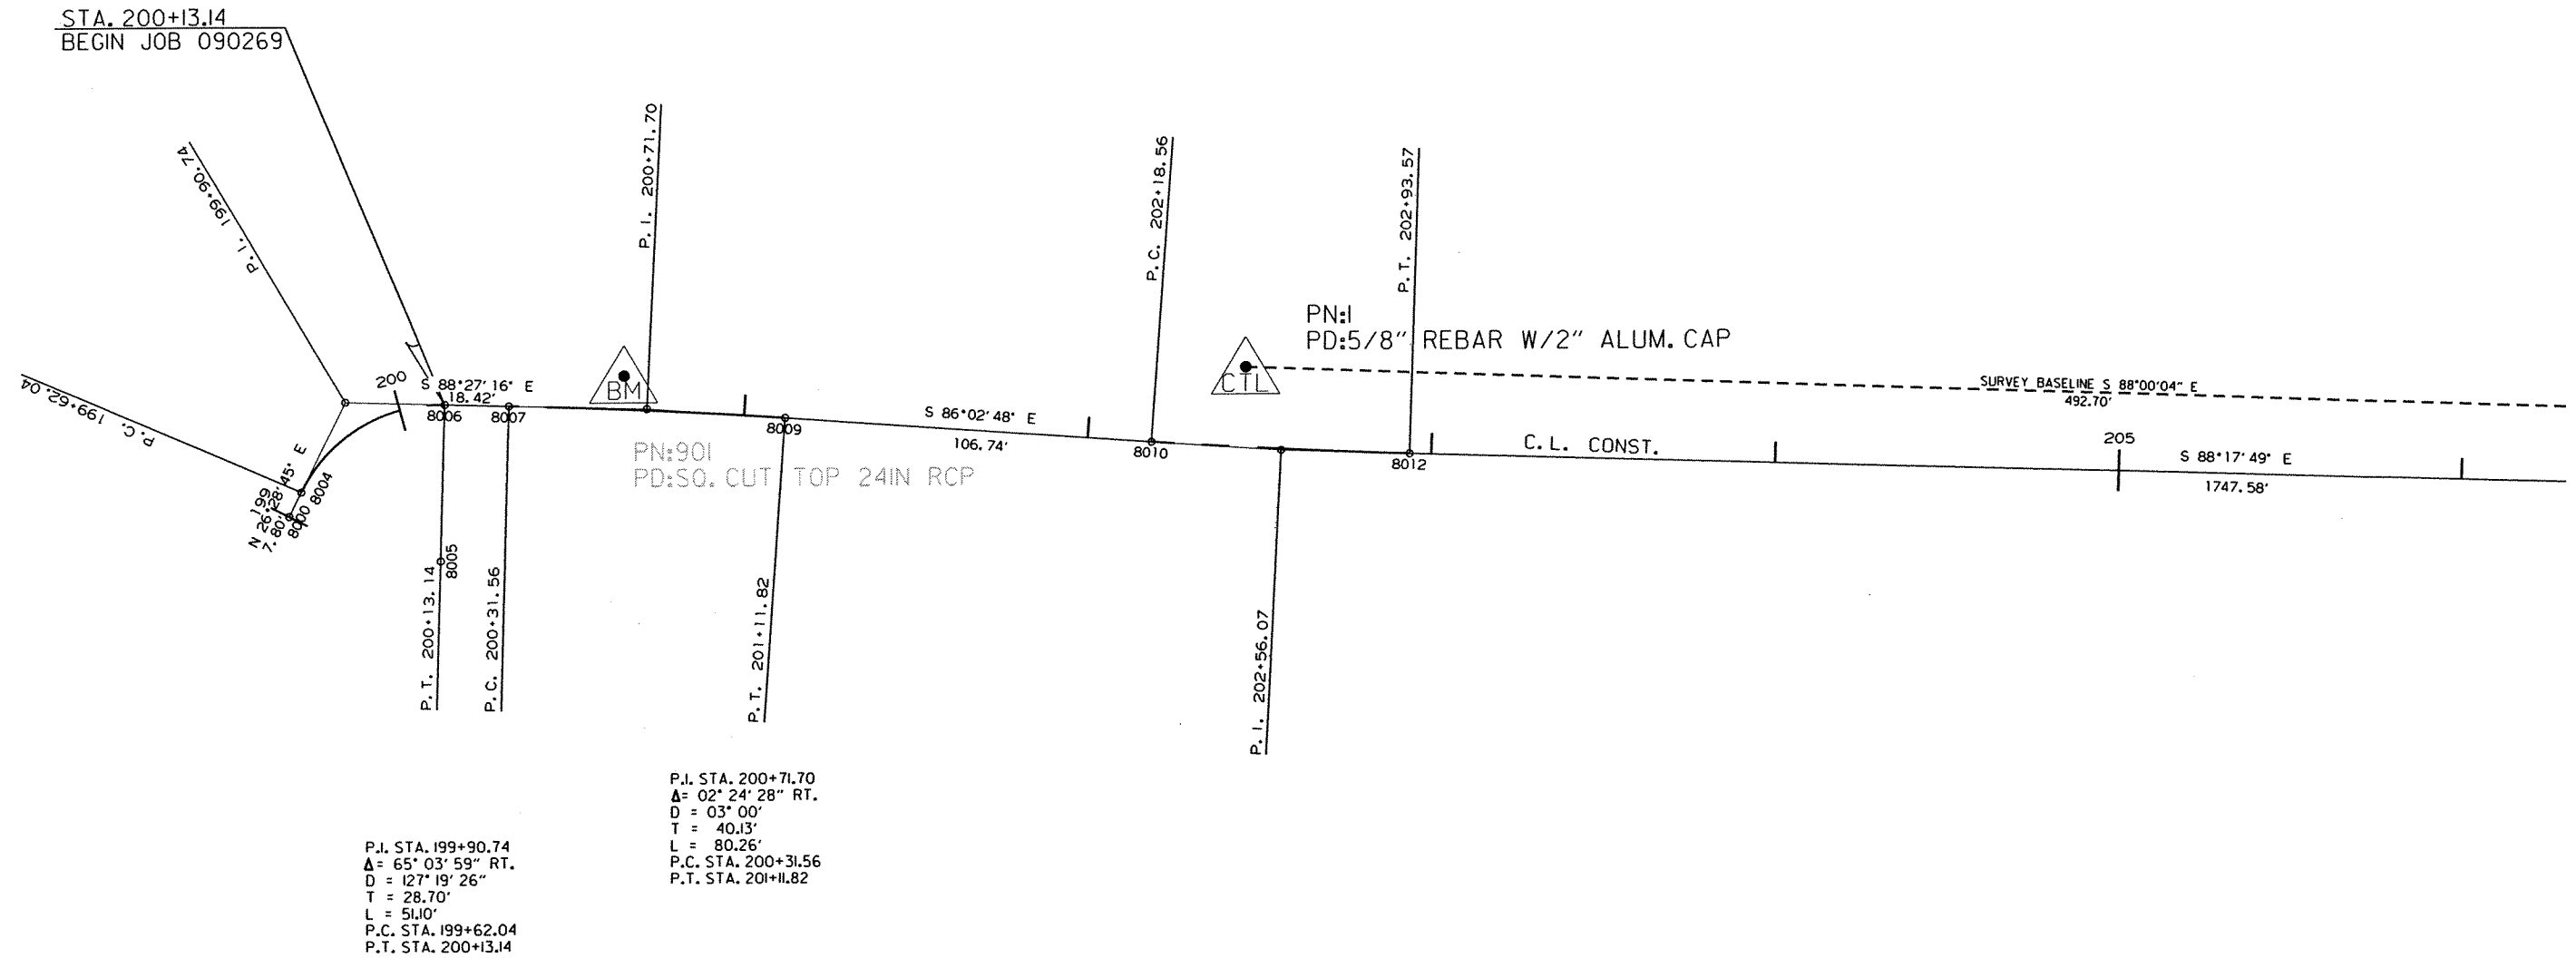 STA. 200+13.14
BEGIN JOB 090269
P.I. 199+90.74
P.C. 199+62.04
200
S 88°27'16" E
18.42'
8006
8007
P.I. 200+71.70
BM
PN:901
PD:SQ. CUT TOP 24IN RCP
8009
S 86°02'48" E
106.74'
P.C. 202+18.56
8010
CTL
PN:1
PD:5/8" REBAR W/2" ALUM. CAP
P.T. 202+93.57
8012
C.L. CONST.
SURVEY BASELINE S 88°00'04" E
492.70'
205
S 88°17'49" E
1747.58'
199
N 26°28'45" E
7.80'
8000
8004
8005
P.T. 200+13.14
P.C. 200+31.56
P.T. 201+11.82
P.I. 202+56.07
P.I. STA. 199+90.74
Δ= 65° 03' 59" RT.
D = 127° 19' 26"
T = 28.70'
L = 51.10'
P.C. STA. 199+62.04
P.T. STA. 200+13.14
P.I. STA. 200+71.70
Δ= 02° 24' 28" RT.
D = 03° 00'
T = 40.13'
L = 80.26'
P.C. STA. 200+31.56
P.T. STA. 201+11.82